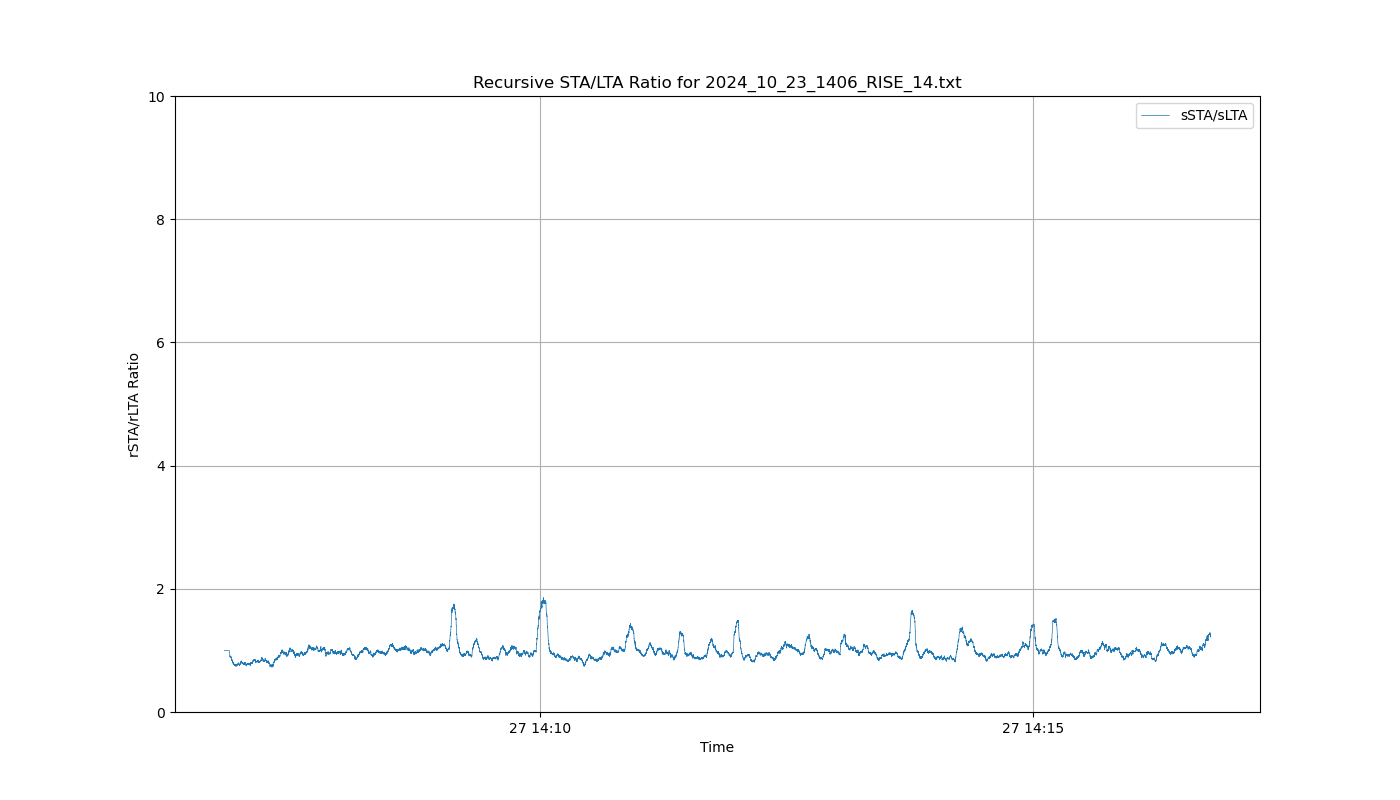 Recursive STA/LTA Ratio for 2024_10_23_1406_RISE_14.txt
sSTA/sLTA
10
8
6
4
2
0
rSTA/rLTA Ratio
27 14:10
27 14:15
Time